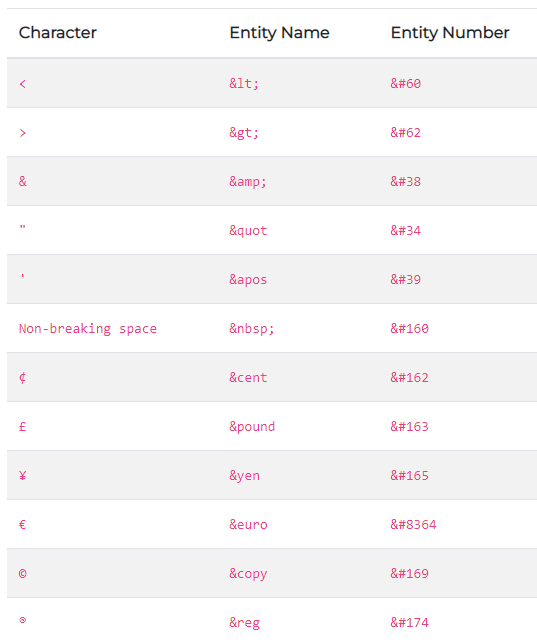 Character Entity Name Entity Number
< &lt; &#60
> &gt; &#62
& &amp; &#38
" &quot &#34
' &apos &#39
Non-breaking space &nbsp; &#160
¢ &cent &#162
£ &pound &#163
¥ &yen &#165
€ &euro &#8364
© &copy &#169
® &reg &#174